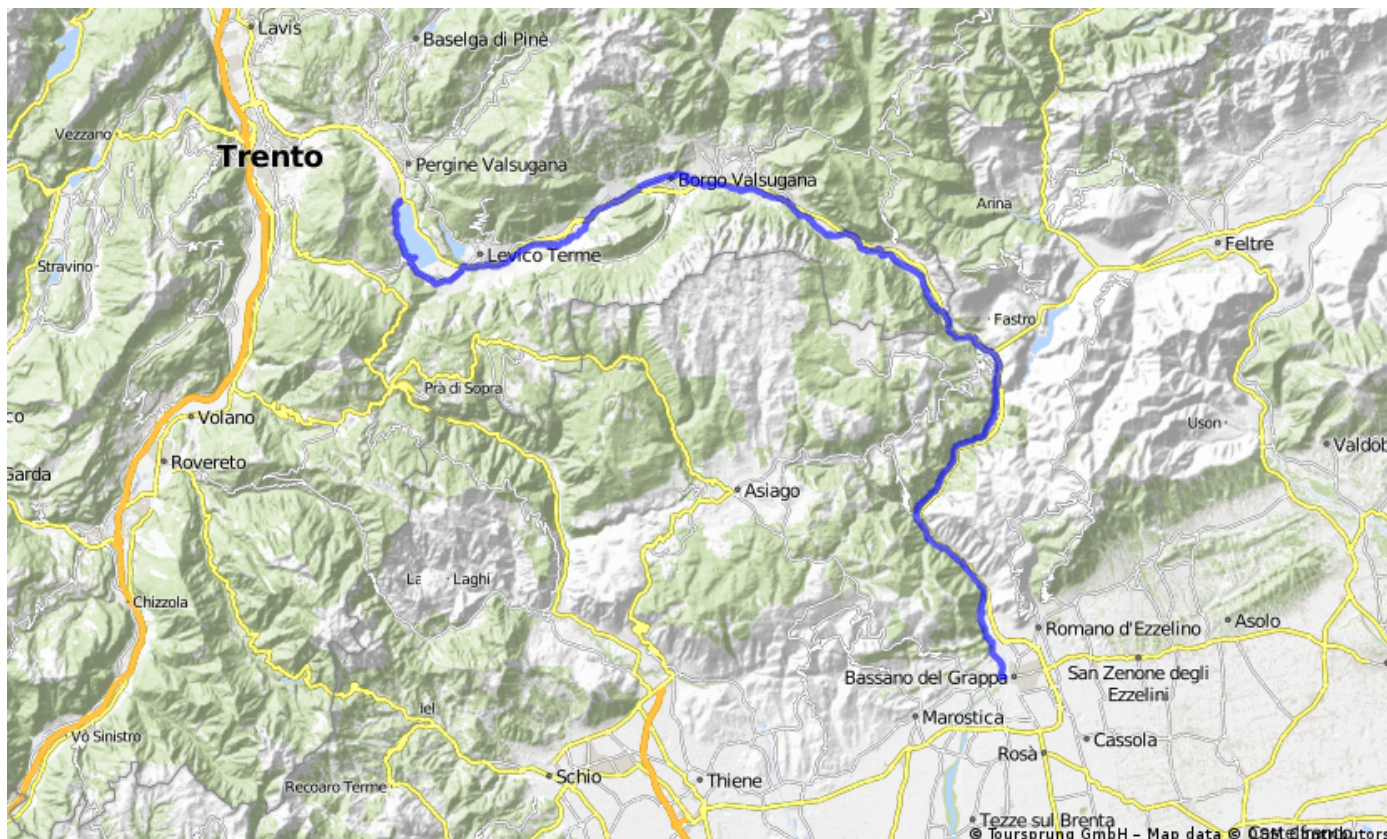 Lavis
Baselga di Pinè
Vezzano
Trento
Pergine Valsugana
Borgo Valsugana
Arina
Feltre
Stravino
Levico Terme
Fastro
Prà di Sopra
Volano
Uson
Rovereto
Asiago
Laghi
Chizzola
Romano d'Ezzelino
Asolo
Bassano del Grappa
San Zenone degli
Ezzelini
Marostica
Vò Sinistro
Cassola
Rosà
Schio
Thiene
Recoaro Terme
Tezze sul Brenta
© Toursprung GmbH – Map data ©